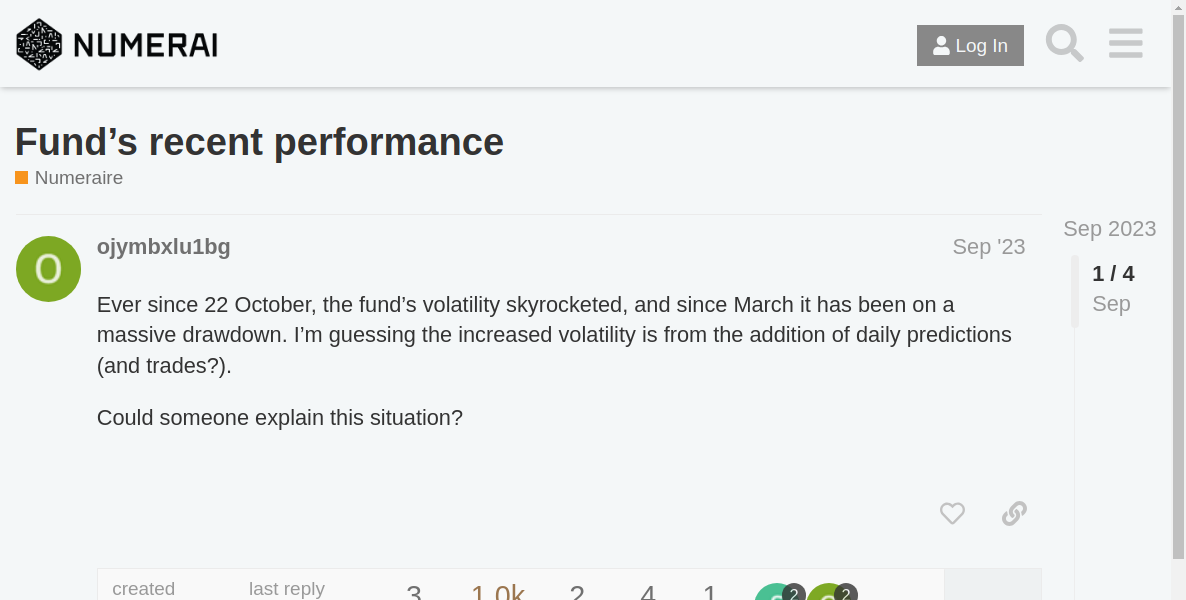 NUMERAI
Log In
Fund’s recent performance
Numeraire
ojymbxlu1bg
Sep '23
Sep 2023
1 / 4
Sep
Ever since 22 October, the fund’s volatility skyrocketed, and since March it has been on a
massive drawdown. I’m guessing the increased volatility is from the addition of daily predictions
(and trades?).
Could someone explain this situation?
created
last reply
3
1.0k
2
4
1
2
2